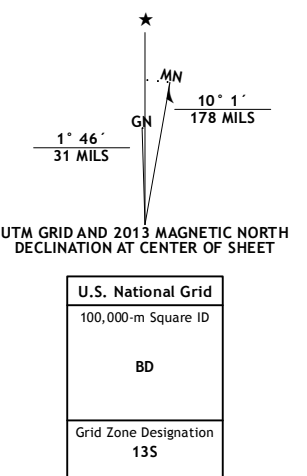 ★
MN
GN
10° 1´
178 MILS
1° 46´
31 MILS
UTM GRID AND 2013 MAGNETIC NORTH
DECLINATION AT CENTER OF SHEET
U.S. National Grid
100,000-m Square ID
BD
Grid Zone Designation
13S